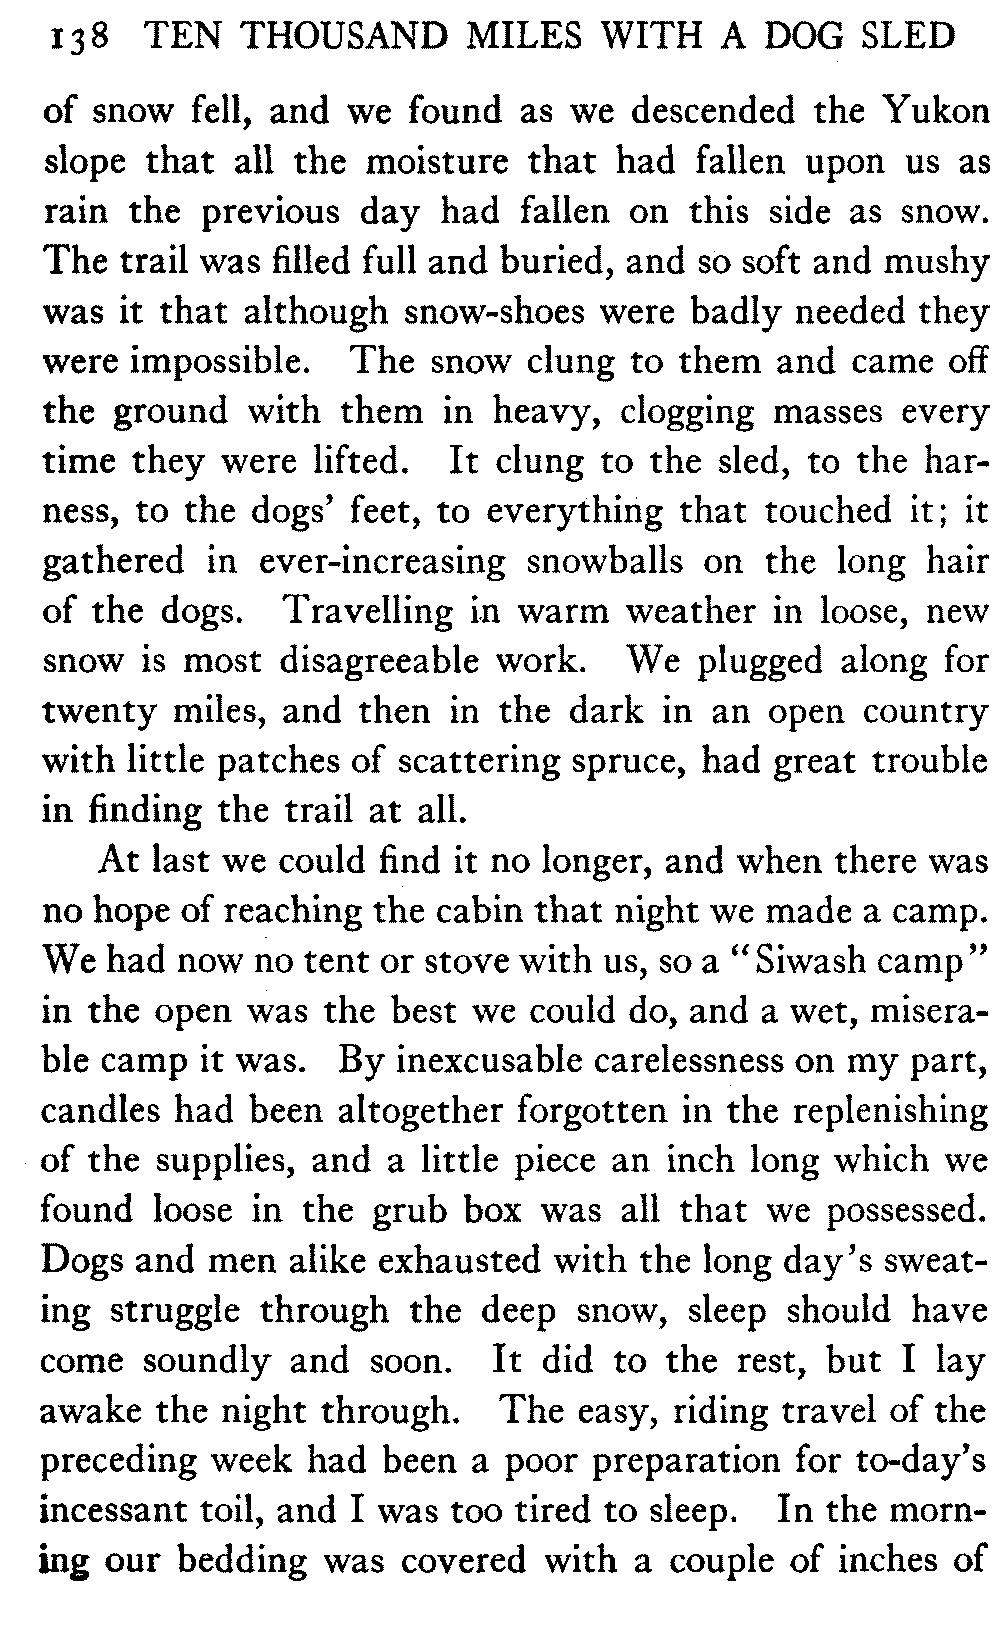 138 TEN THOUSAND MILES WITH A DOG SLED
of snow fell, and we found as we descended the Yukon
slope that all the moisture that had fallen upon us as
rain the previous day had fallen on this side as snow.
The trail was filled full and buried, and so soft and mushy
was it that although snow-shoes were badly needed they
were impossible. The snow clung to them and came off
the ground with them in heavy, clogging masses every
time they were lifted. It clung to the sled, to the har-
ness, to the dogs’ feet, to everything that touched it; it
gathered in ever-increasing snowballs on the long hair
of the dogs. Travelling in warm weather in loose, new
snow is most disagreeable work. We plugged along for
twenty miles, and then in the dark in an open country
with little patches of scattering spruce, had great trouble
in finding the trail at all.
At last we could find it no longer, and when there was
no hope of reaching the cabin that night we made a camp.
We had now no tent or stove with us, so a “Siwash camp”
in the open was the best we could do, and a wet, misera-
ble camp it was. By inexcusable carelessness on my part,
candles had been altogether forgotten in the replenishing
of the supplies, and a little piece an inch long which we
found loose in the grub box was all that we possessed.
Dogs and men alike exhausted with the long day’s sweat-
ing struggle through the deep snow, sleep should have
come soundly and soon. It did to the rest, but I lay
awake the night through. The easy, riding travel of the
preceding week had been a poor preparation for to-day’s
incessant toil, and I was too tired to sleep. In the morn-
ing our bedding was covered with a couple of inches of